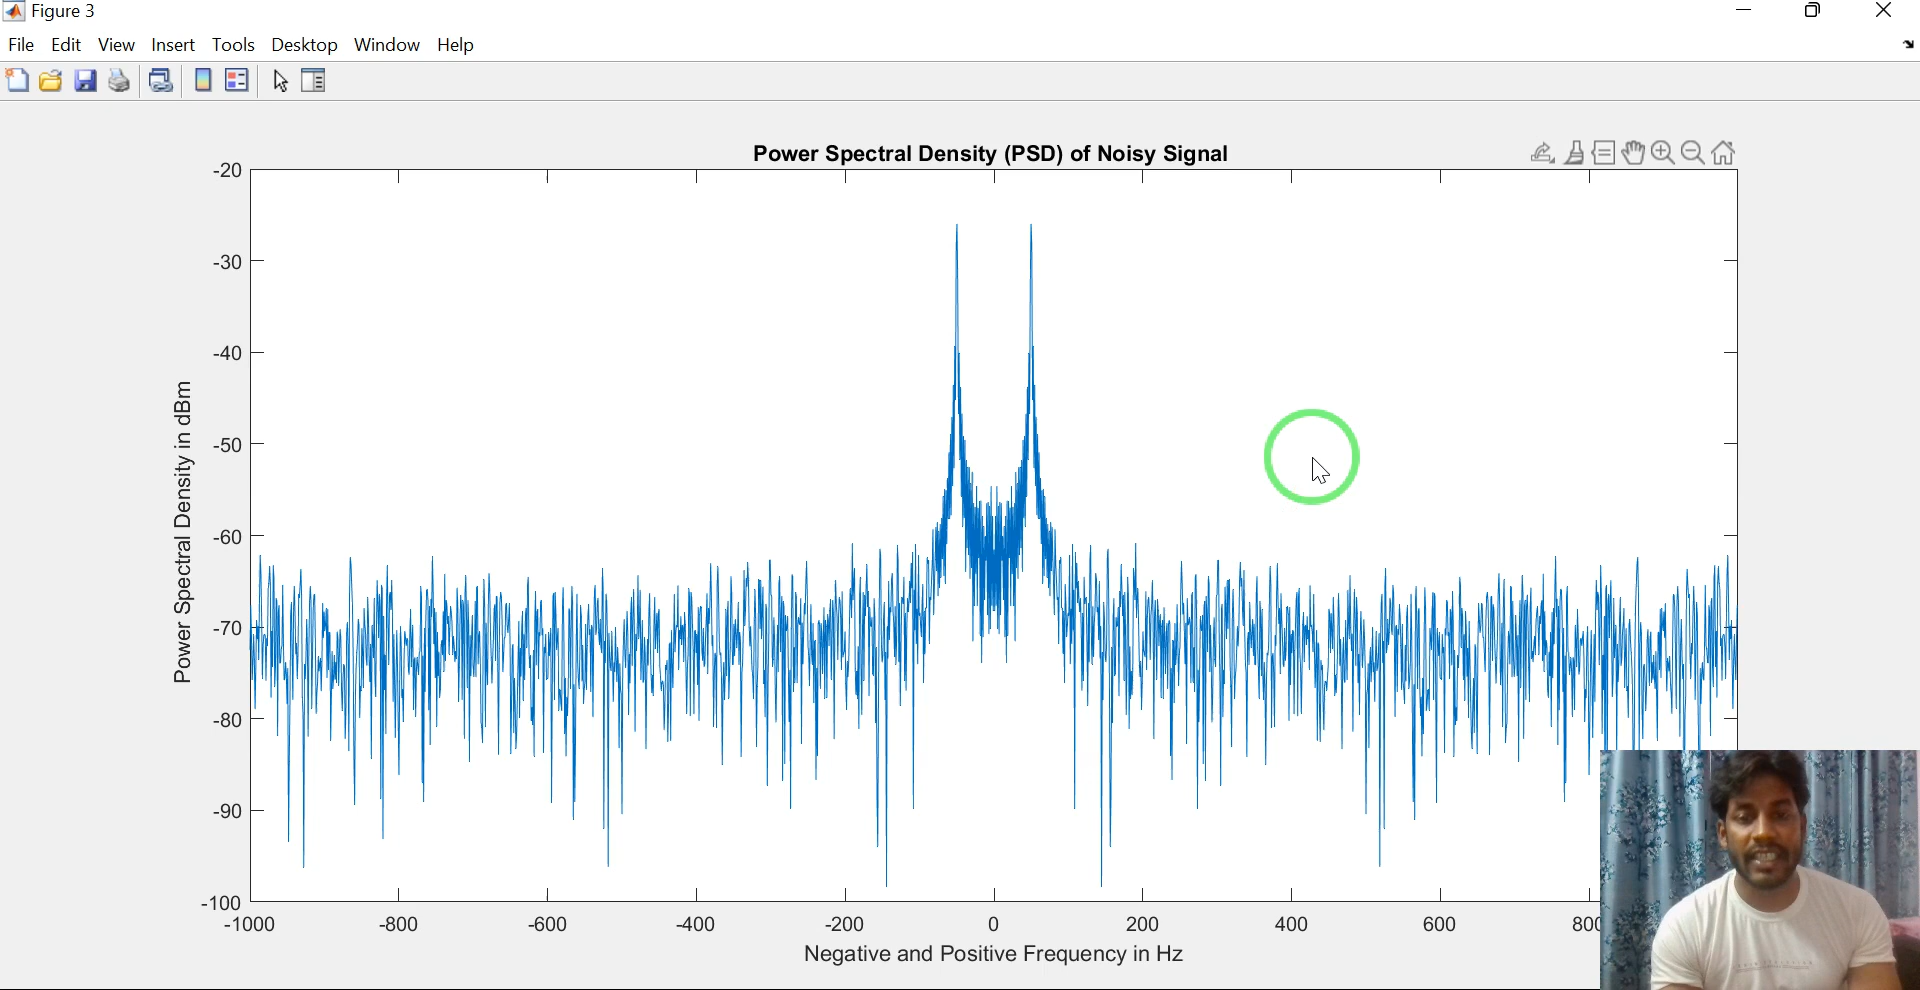 Figure 3
File Edit View Insert Tools Desktop Window Help
Power Spectral Density (PSD) of Noisy Signal
Power Spectral Density in dBm
-20
-30
-40
-50
-60
-70
-80
-90
-100
-1000 -800 -600 -400 -200 0 200 400 600 800
Negative and Positive Frequency in Hz